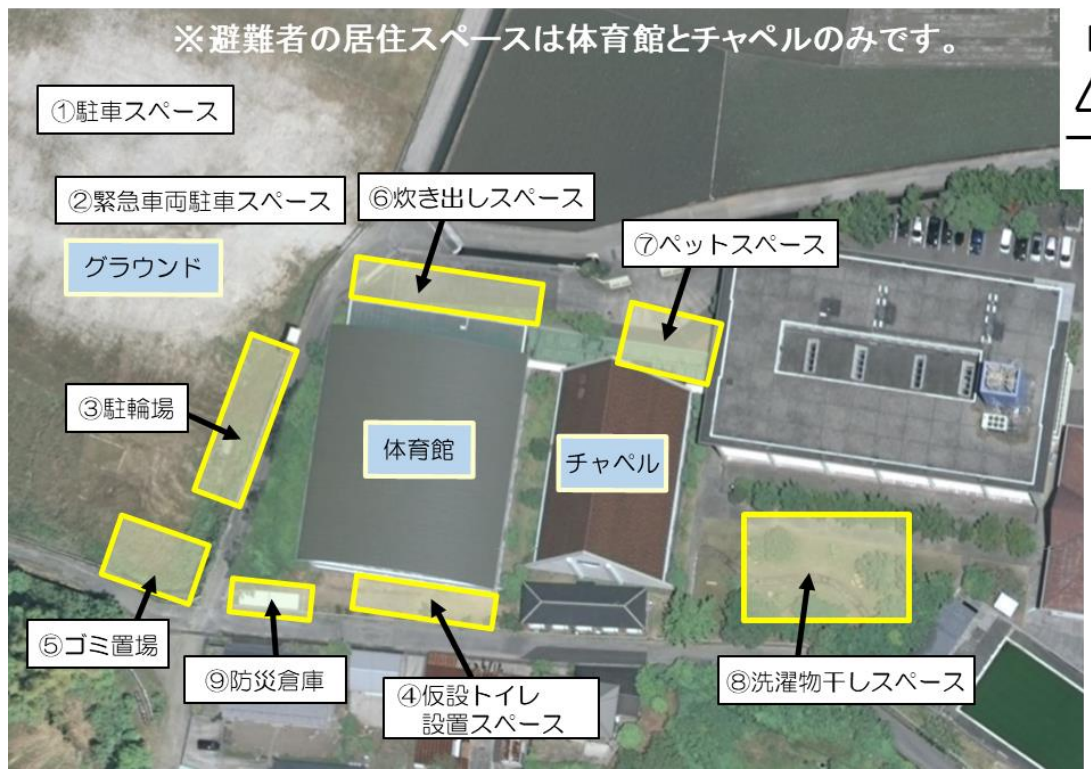 ※避難者の居住スペースは体育館とチャペルのみです。
①駐車スペース
②緊急車両駐車スペース
グラウンド
⑥炊き出しスペース
⑦ペットスペース
③駐輪場
体育館
チャペル
⑤ゴミ置場
⑨防災倉庫
④仮設トイレ
設置スペース
⑧洗濯物干しスペース